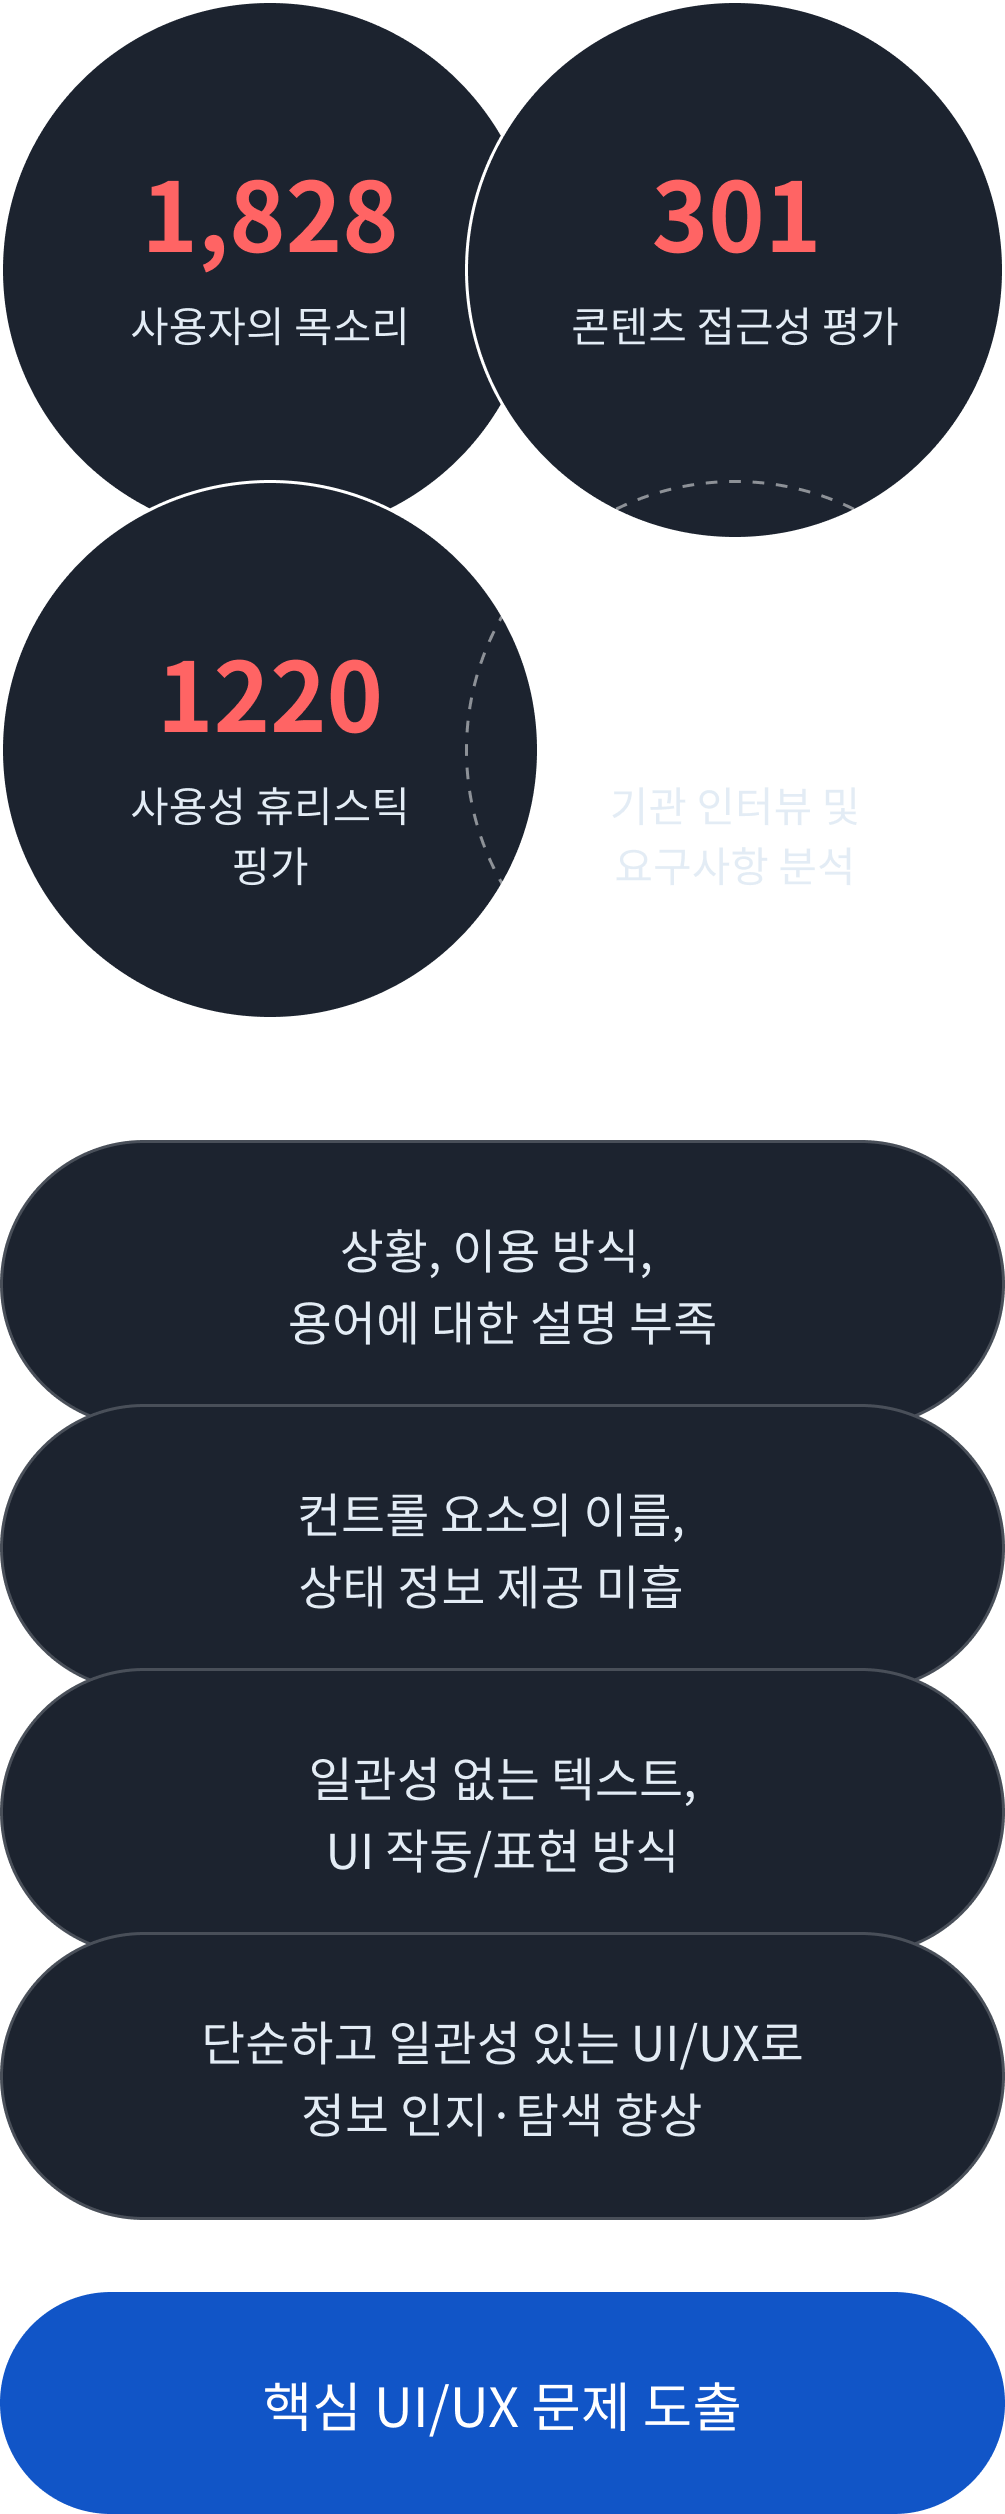 1,828
사용자의 목소리
301
콘텐츠 접근성 평가
1220
사용성 휴리스틱
평가
기관 인터뷰 및
요구사항 분석
상황, 이용 방식,
용어에 대한 설명 부족
컨트롤 요소의 이름,
상태 정보 제공 미흡
일관성 없는 텍스트,
UI 작동/표현 방식
단순하고 일관성 있는 UI/UX로
정보 인지·탐색 향상
핵심 UI/UX 문제 도출